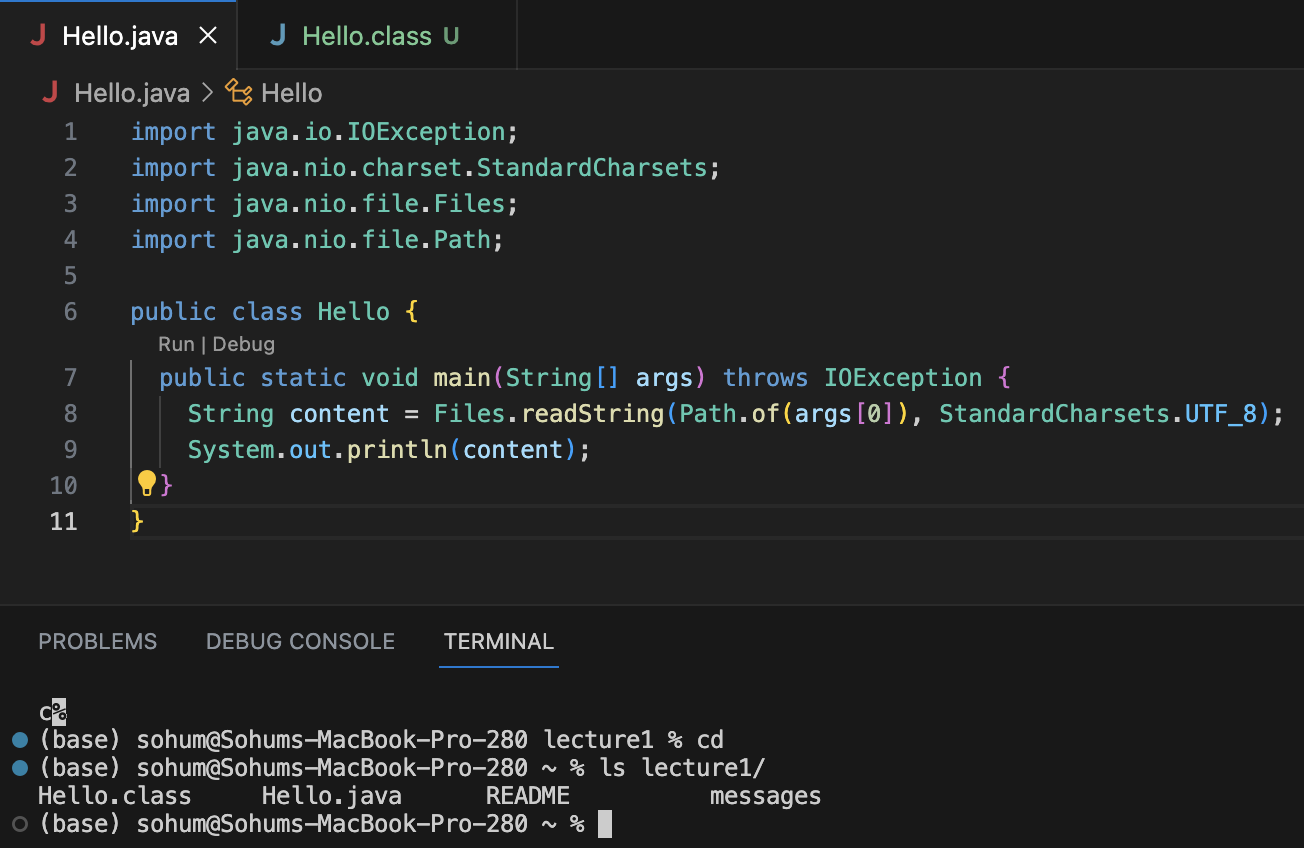 Hello.java
Hello.class U
Hello.java > Hello
1 import java.io.IOException;
2 import java.nio.charset.StandardCharsets;
3 import java.nio.file.Files;
4 import java.nio.file.Path;
5
6 public class Hello {
Run | Debug
7 public static void main(String[] args) throws IOException {
8 String content = Files.readString(Path.of(args[0]), StandardCharsets.UTF_8);
9 System.out.println(content);
10 }
11 }
PROBLEMS DEBUG CONSOLE TERMINAL
c%
(base) sohum@Sohums-MacBook-Pro-280 lecture1 % cd
(base) sohum@Sohums-MacBook-Pro-280 ~ % ls lecture1/
Hello.class Hello.java README messages
(base) sohum@Sohums-MacBook-Pro-280 ~ %